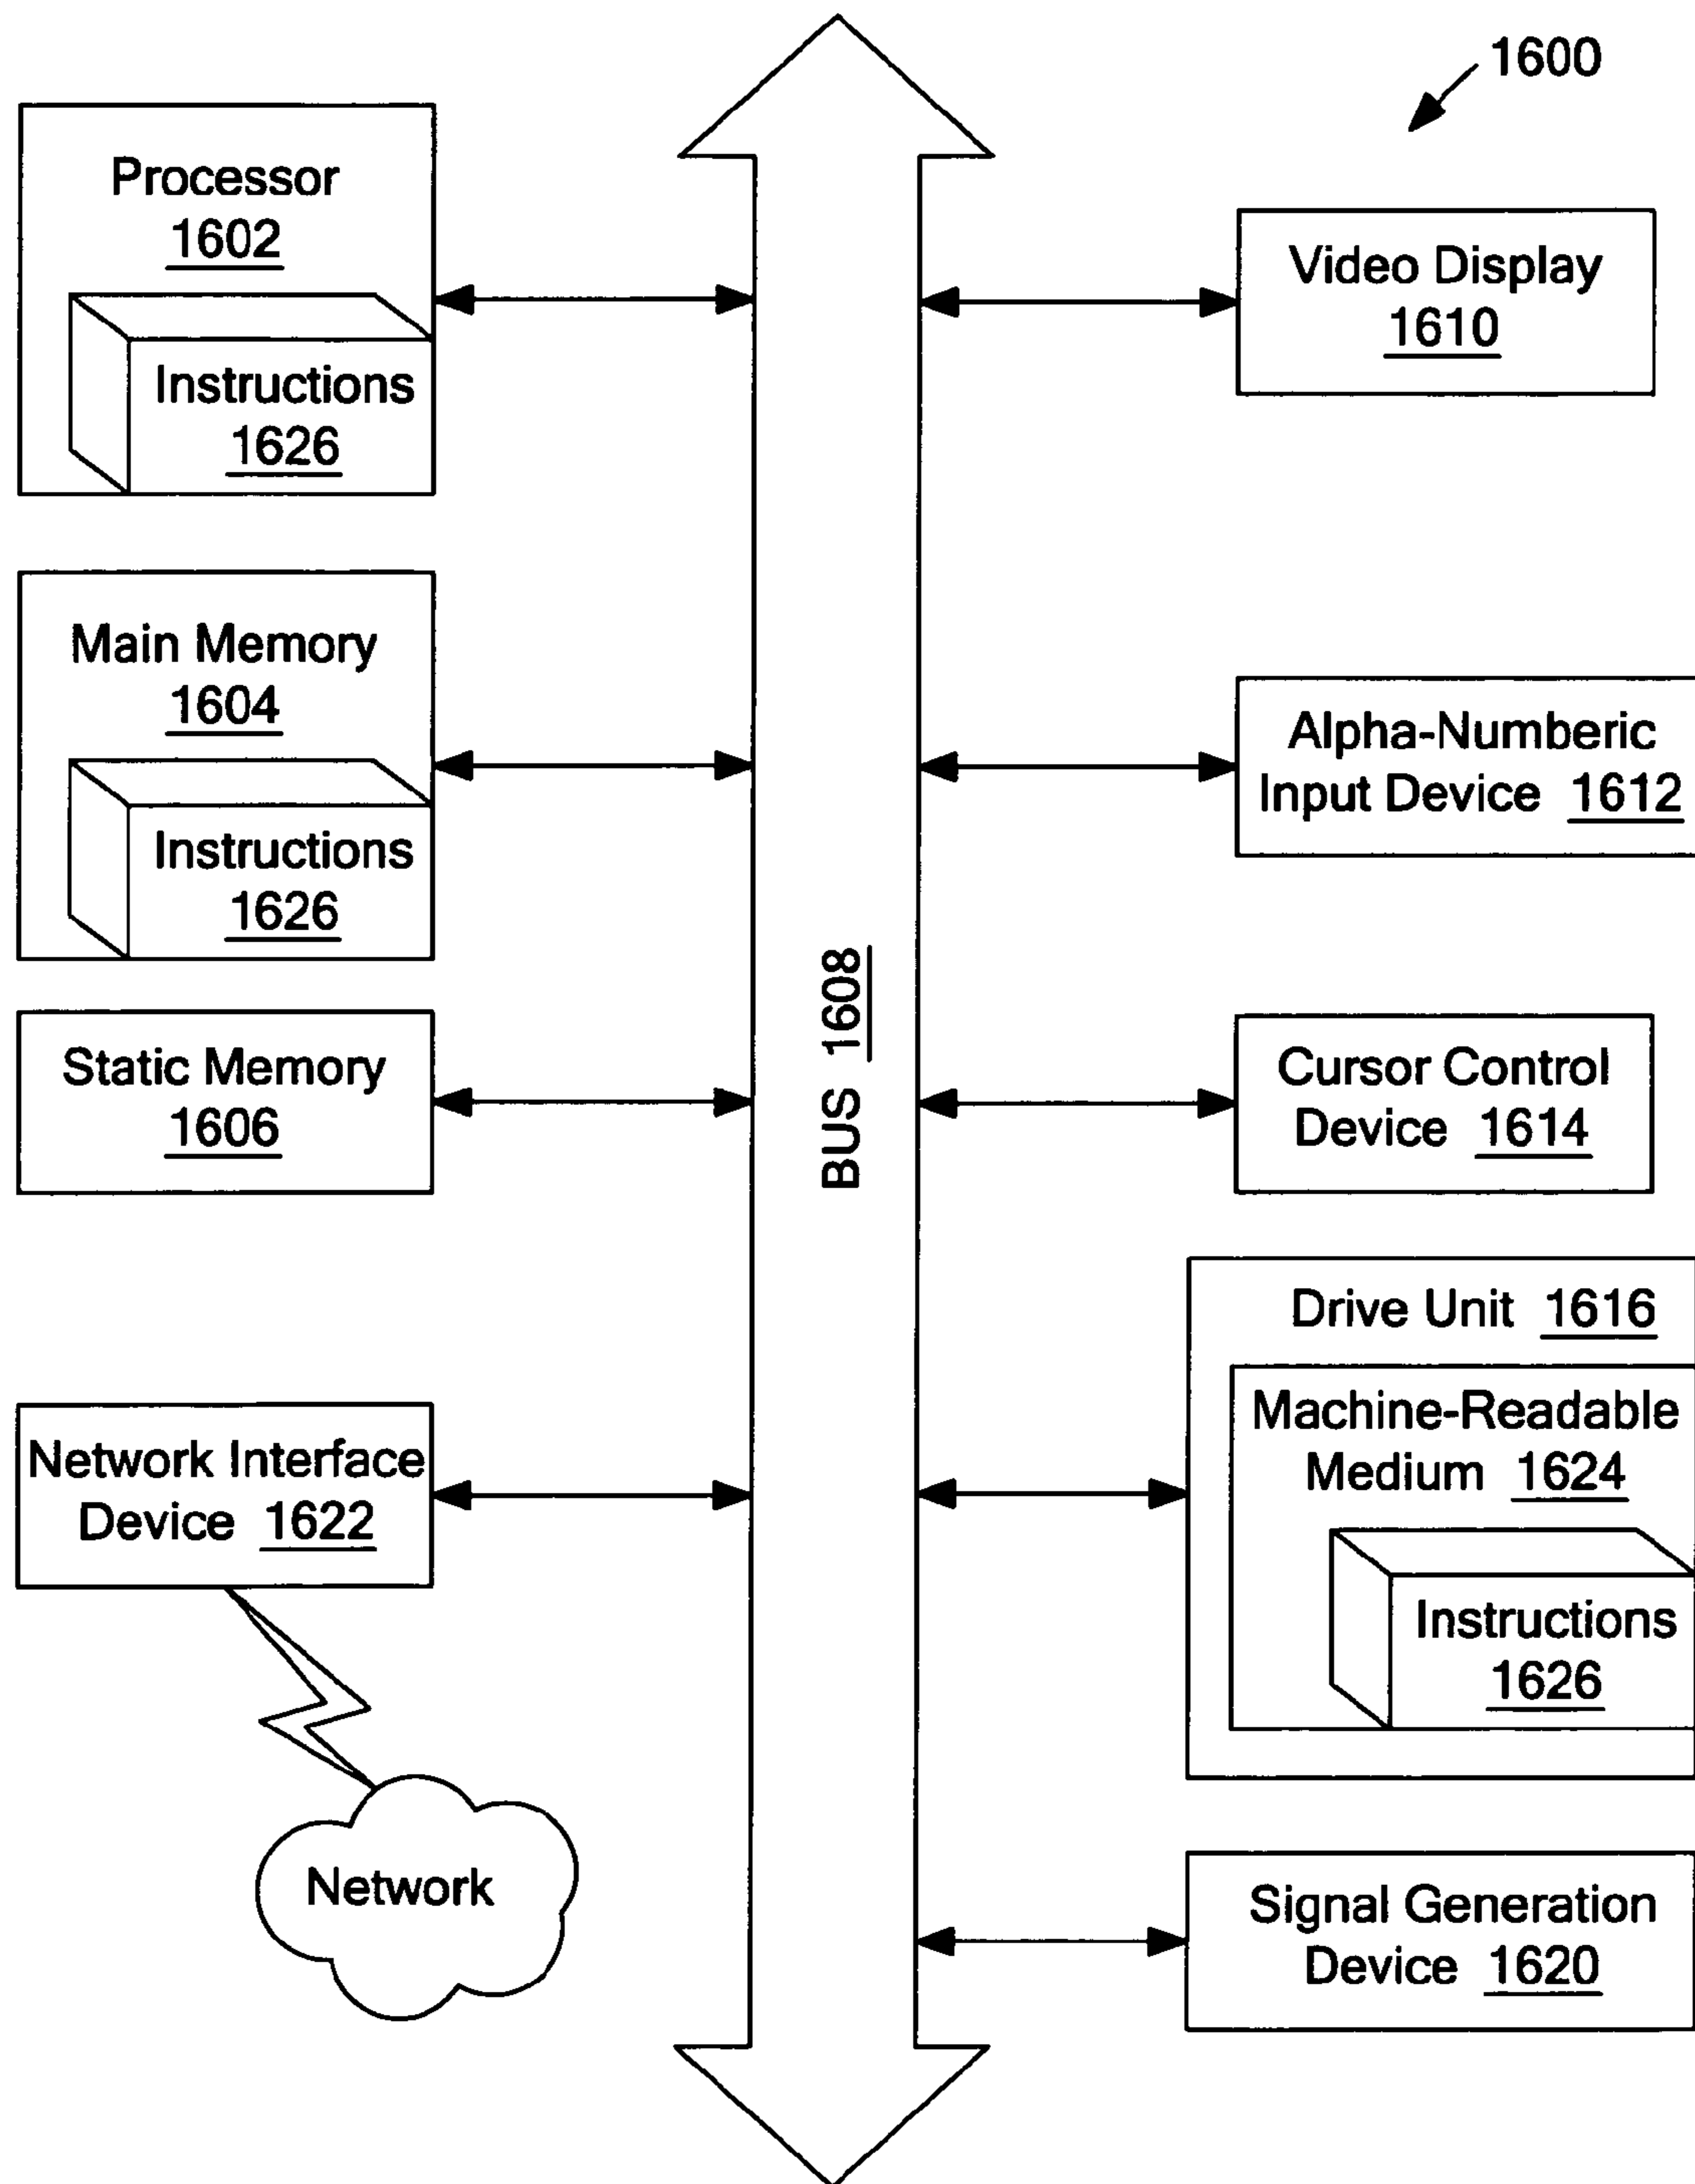 1600
Processor
1602
Instructions
1626
Main Memory
1604
Instructions
1626
Static Memory
1606
Network Interface
Device 1622
Network
BUS 1608
Video Display
1610
Alpha-Numberic
Input Device 1612
Cursor Control
Device 1614
Drive Unit 1616
Machine-Readable
Medium 1624
Instructions
1626
Signal Generation
Device 1620